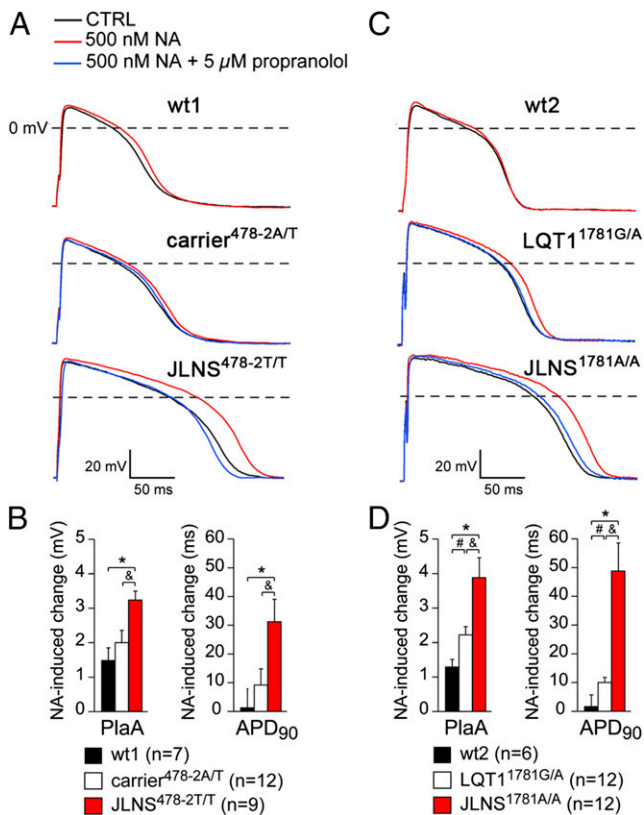 A
C
CTRL
500 nM NA
500 nM NA + 5 µM propranolol
wt1
0 mV
carrier⁴⁷⁸⁻²ᴬ/ᵀ
JLNS⁴⁷⁸⁻²ᵀ/ᵀ
20 mV
50 ms
wt2
LQT1¹⁷⁸¹ᴳ/ᴬ
JLNS¹⁷⁸¹ᴬ/ᴬ
20 mV
50 ms
B
NA-induced change (mV)
5
4
3
2
1
0
*
&
PlaA
NA-induced change (ms)
60
50
40
30
20
10
0
*
&
APD₉₀
wt1 (n=7)
carrier⁴⁷⁸⁻²ᴬ/ᵀ (n=12)
JLNS⁴⁷⁸⁻²ᵀ/ᵀ (n=9)
D
NA-induced change (mV)
5
4
3
2
1
0
*
# &
PlaA
NA-induced change (ms)
60
50
40
30
20
10
0
*
# &
APD₉₀
wt2 (n=6)
LQT1¹⁷⁸¹ᴳ/ᴬ (n=12)
JLNS¹⁷⁸¹ᴬ/ᴬ (n=12)